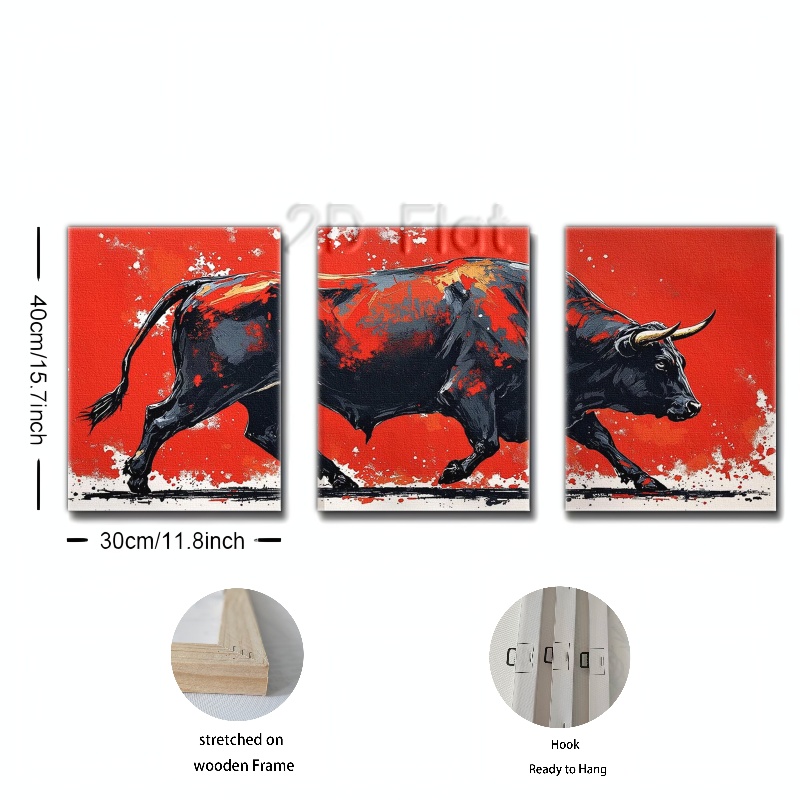 2D Flat
40cm/15.7inch
30cm/11.8inch
stretched on
wooden Frame
Hook
Ready to Hang